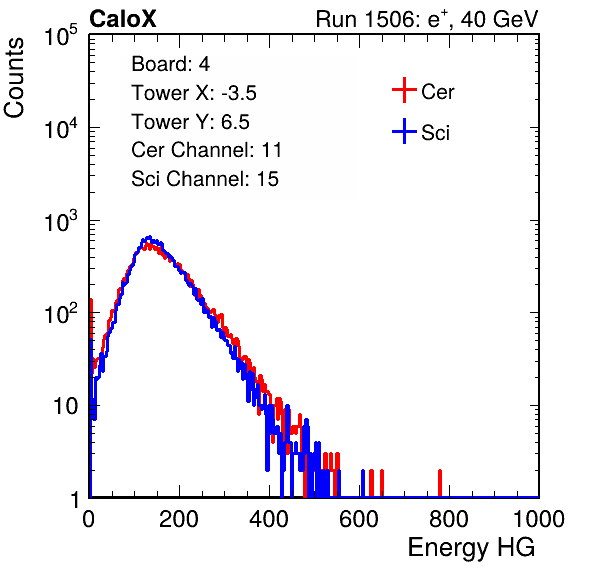 CaloX Run 1506: e⁺, 40 GeV
Counts
10⁵
10⁴
10³
10²
10
1
Board: 4
Tower X: -3.5
Tower Y: 6.5
Cer Channel: 11
Sci Channel: 15
Cer
Sci
0 200 400 600 800 1000
Energy HG